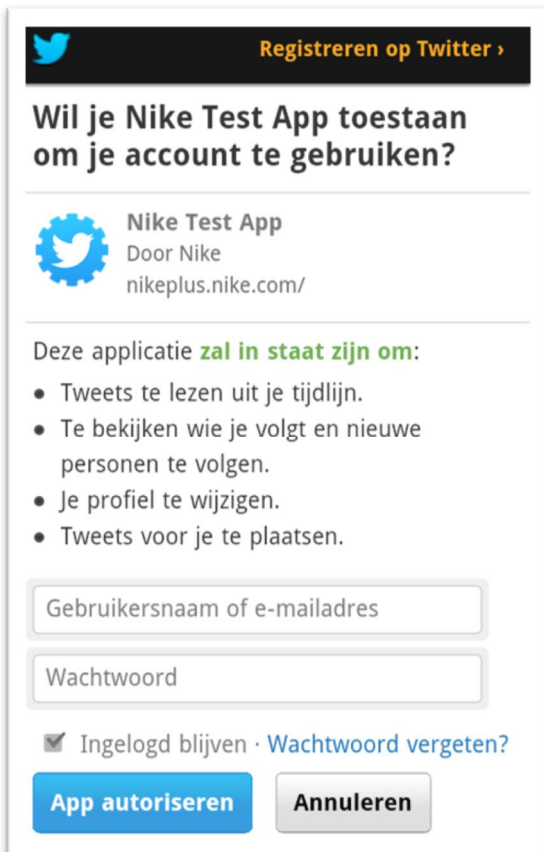 Registreren op Twitter ›
Wil je Nike Test App toestaan
om je account te gebruiken?
Nike Test App
Door Nike
nikeplus.nike.com/
Deze applicatie zal in staat zijn om:
• Tweets te lezen uit je tijdlijn.
• Te bekijken wie je volgt en nieuwe
personen te volgen.
• Je profiel te wijzigen.
• Tweets voor je te plaatsen.
Gebruikersnaam of e-mailadres
Wachtwoord
Ingelogd blijven · Wachtwoord vergeten?
App autoriseren Annuleren